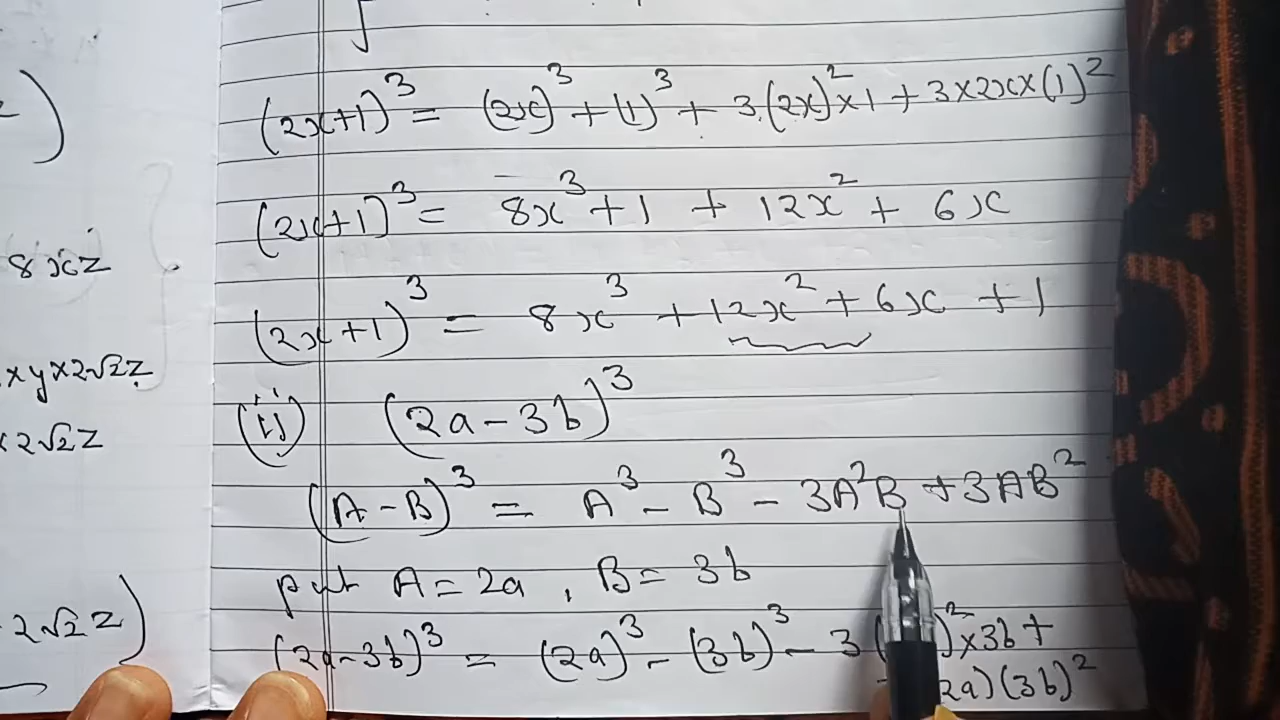 8xz
xy×2√2z
×2√2z
2√2z)
(2x+1)³ = (2x)³ + (1)³ + 3.(2x)²×1 + 3×2x×(1)²
(2x+1)³ = 8x³ + 1 + 12x² + 6x
(2x+1)³ = 8x³ + 12x² + 6x + 1
(ii) (2a-3b)³
(A-B)³ = A³ - B³ - 3A²B + 3AB²
put A = 2a , B = 3b
(2a-3b)³ = (2a)³ - (3b)³ - 3( )²×3b +
2a)(3b)²